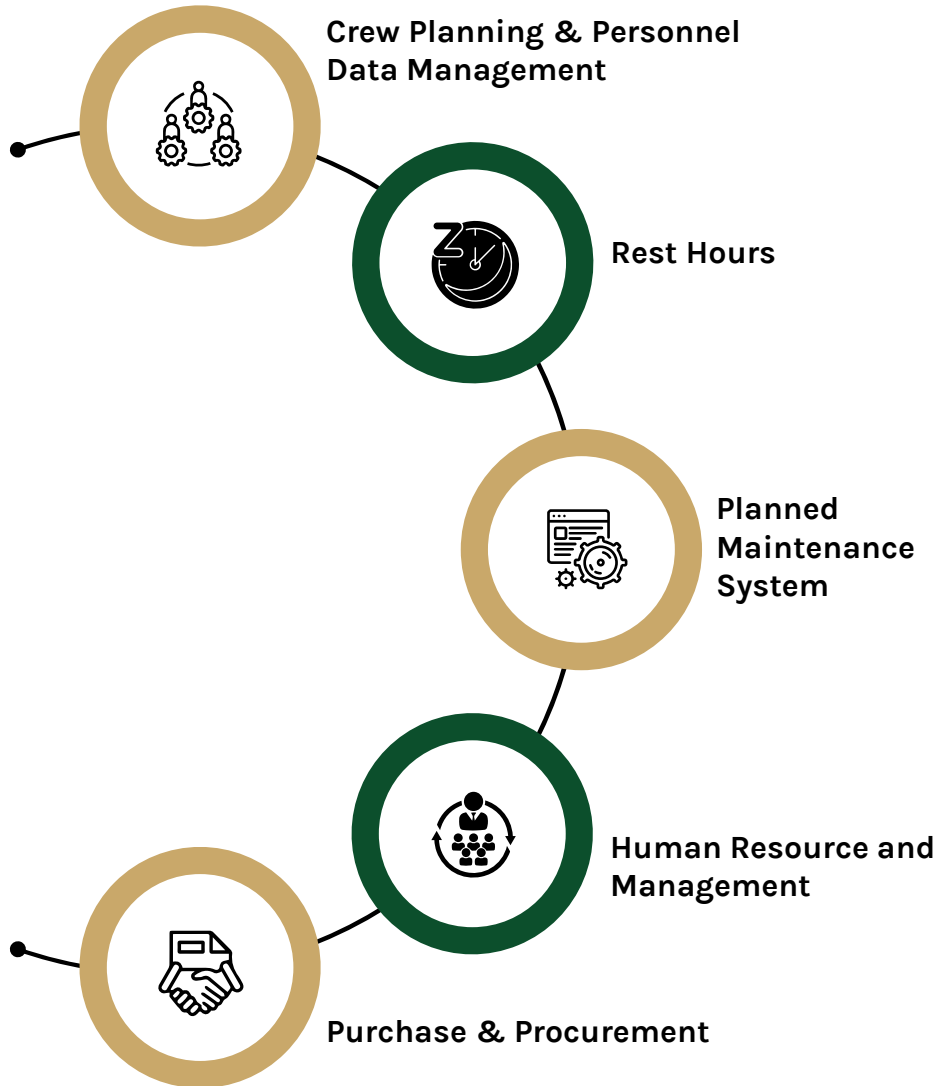 Crew Planning & Personnel
Data Management
Rest Hours
Planned
Maintenance
System
Human Resource and
Management
Purchase & Procurement